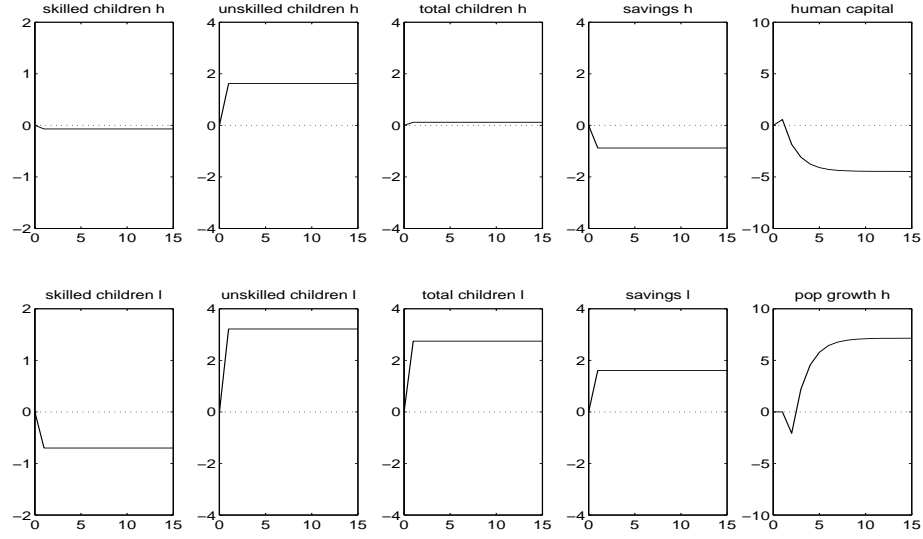 skilled children h
unskilled children h
total children h
savings h
human capital
2
1
0
−1
−2
0 5 10 15
4
2
0
−2
−4
0 5 10 15
4
2
0
−2
−4
0 5 10 15
4
2
0
−2
−4
0 5 10 15
10
5
0
−5
−10
0 5 10 15
skilled children l
unskilled children l
total children l
savings l
pop growth h
2
1
0
−1
−2
0 5 10 15
4
2
0
−2
−4
0 5 10 15
4
2
0
−2
−4
0 5 10 15
4
2
0
−2
−4
0 5 10 15
10
5
0
−5
−10
0 5 10 15